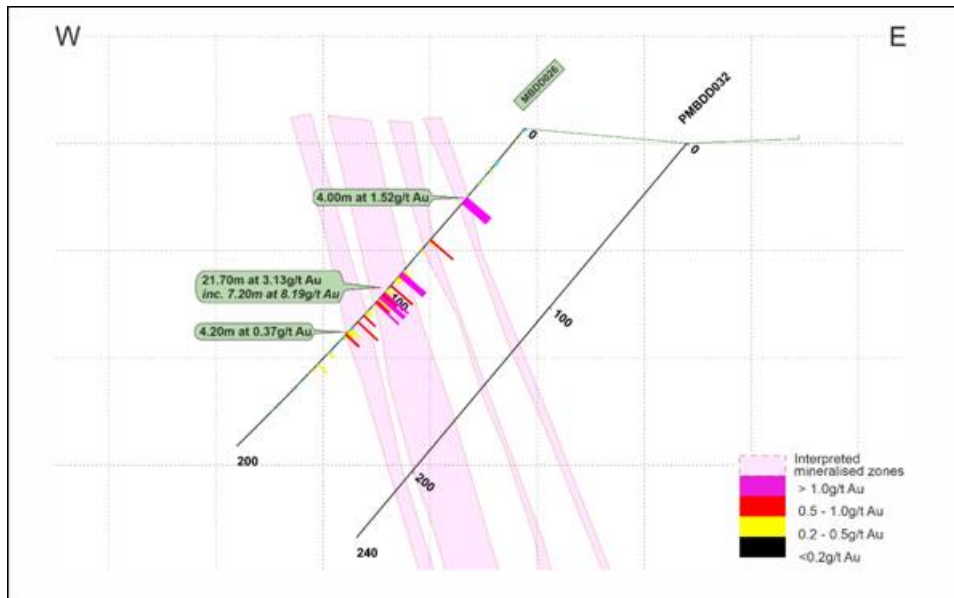 W
E
MBDD026
PMBDD032
0
0
4.00m at 1.52g/t Au
21.70m at 3.13g/t Au
inc. 7.20m at 8.19g/t Au
100
100
4.20m at 0.37g/t Au
200
200
240
Interpreted
mineralised zones
> 1.0g/t Au
0.5 - 1.0g/t Au
0.2 - 0.5g/t Au
<0.2g/t Au